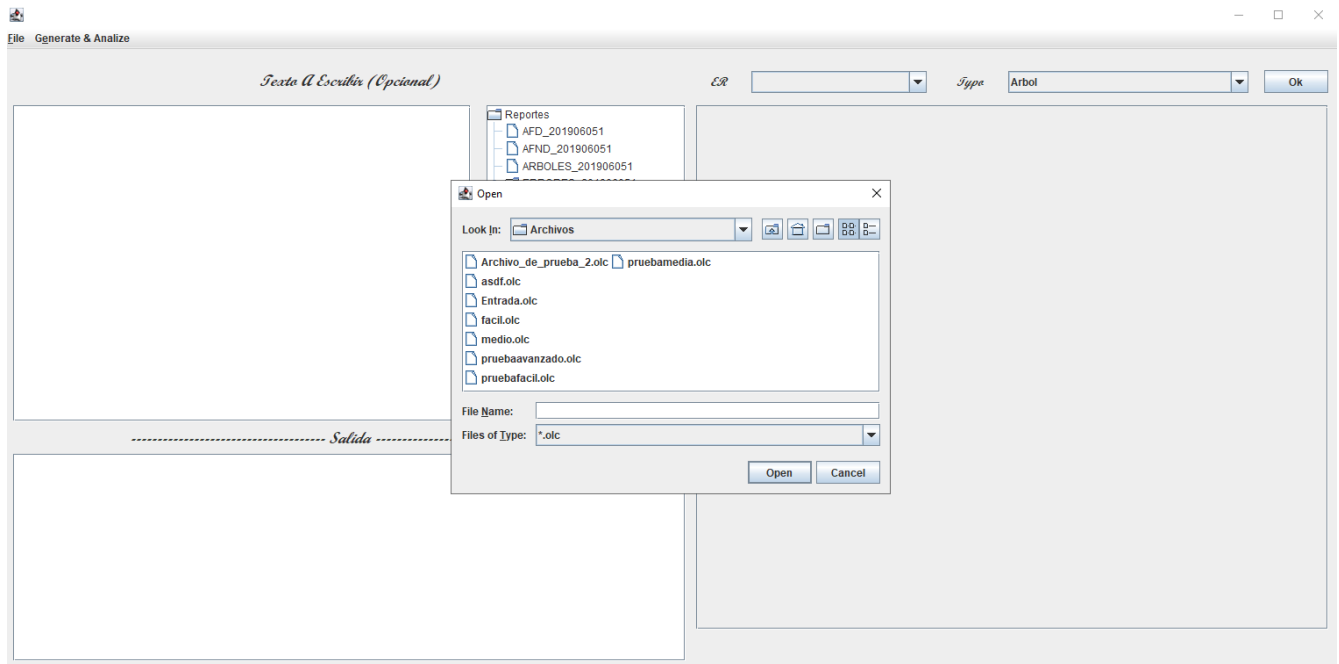 File Generate & Analize
Texto A Escribir (Opcional)
ER
Type Arbol Ok
Reportes
AFD_201906051
AFND_201906051
ARBOLES_201906051
Open
Look In: Archivos
Archivo_de_prueba_2.olc pruebamedia.olc
asdf.olc
Entrada.olc
facil.olc
medio.olc
pruebaavanzado.olc
pruebafacil.olc
File Name:
Files of Type: *.olc
Open Cancel
------------------------------------ Salida --------------